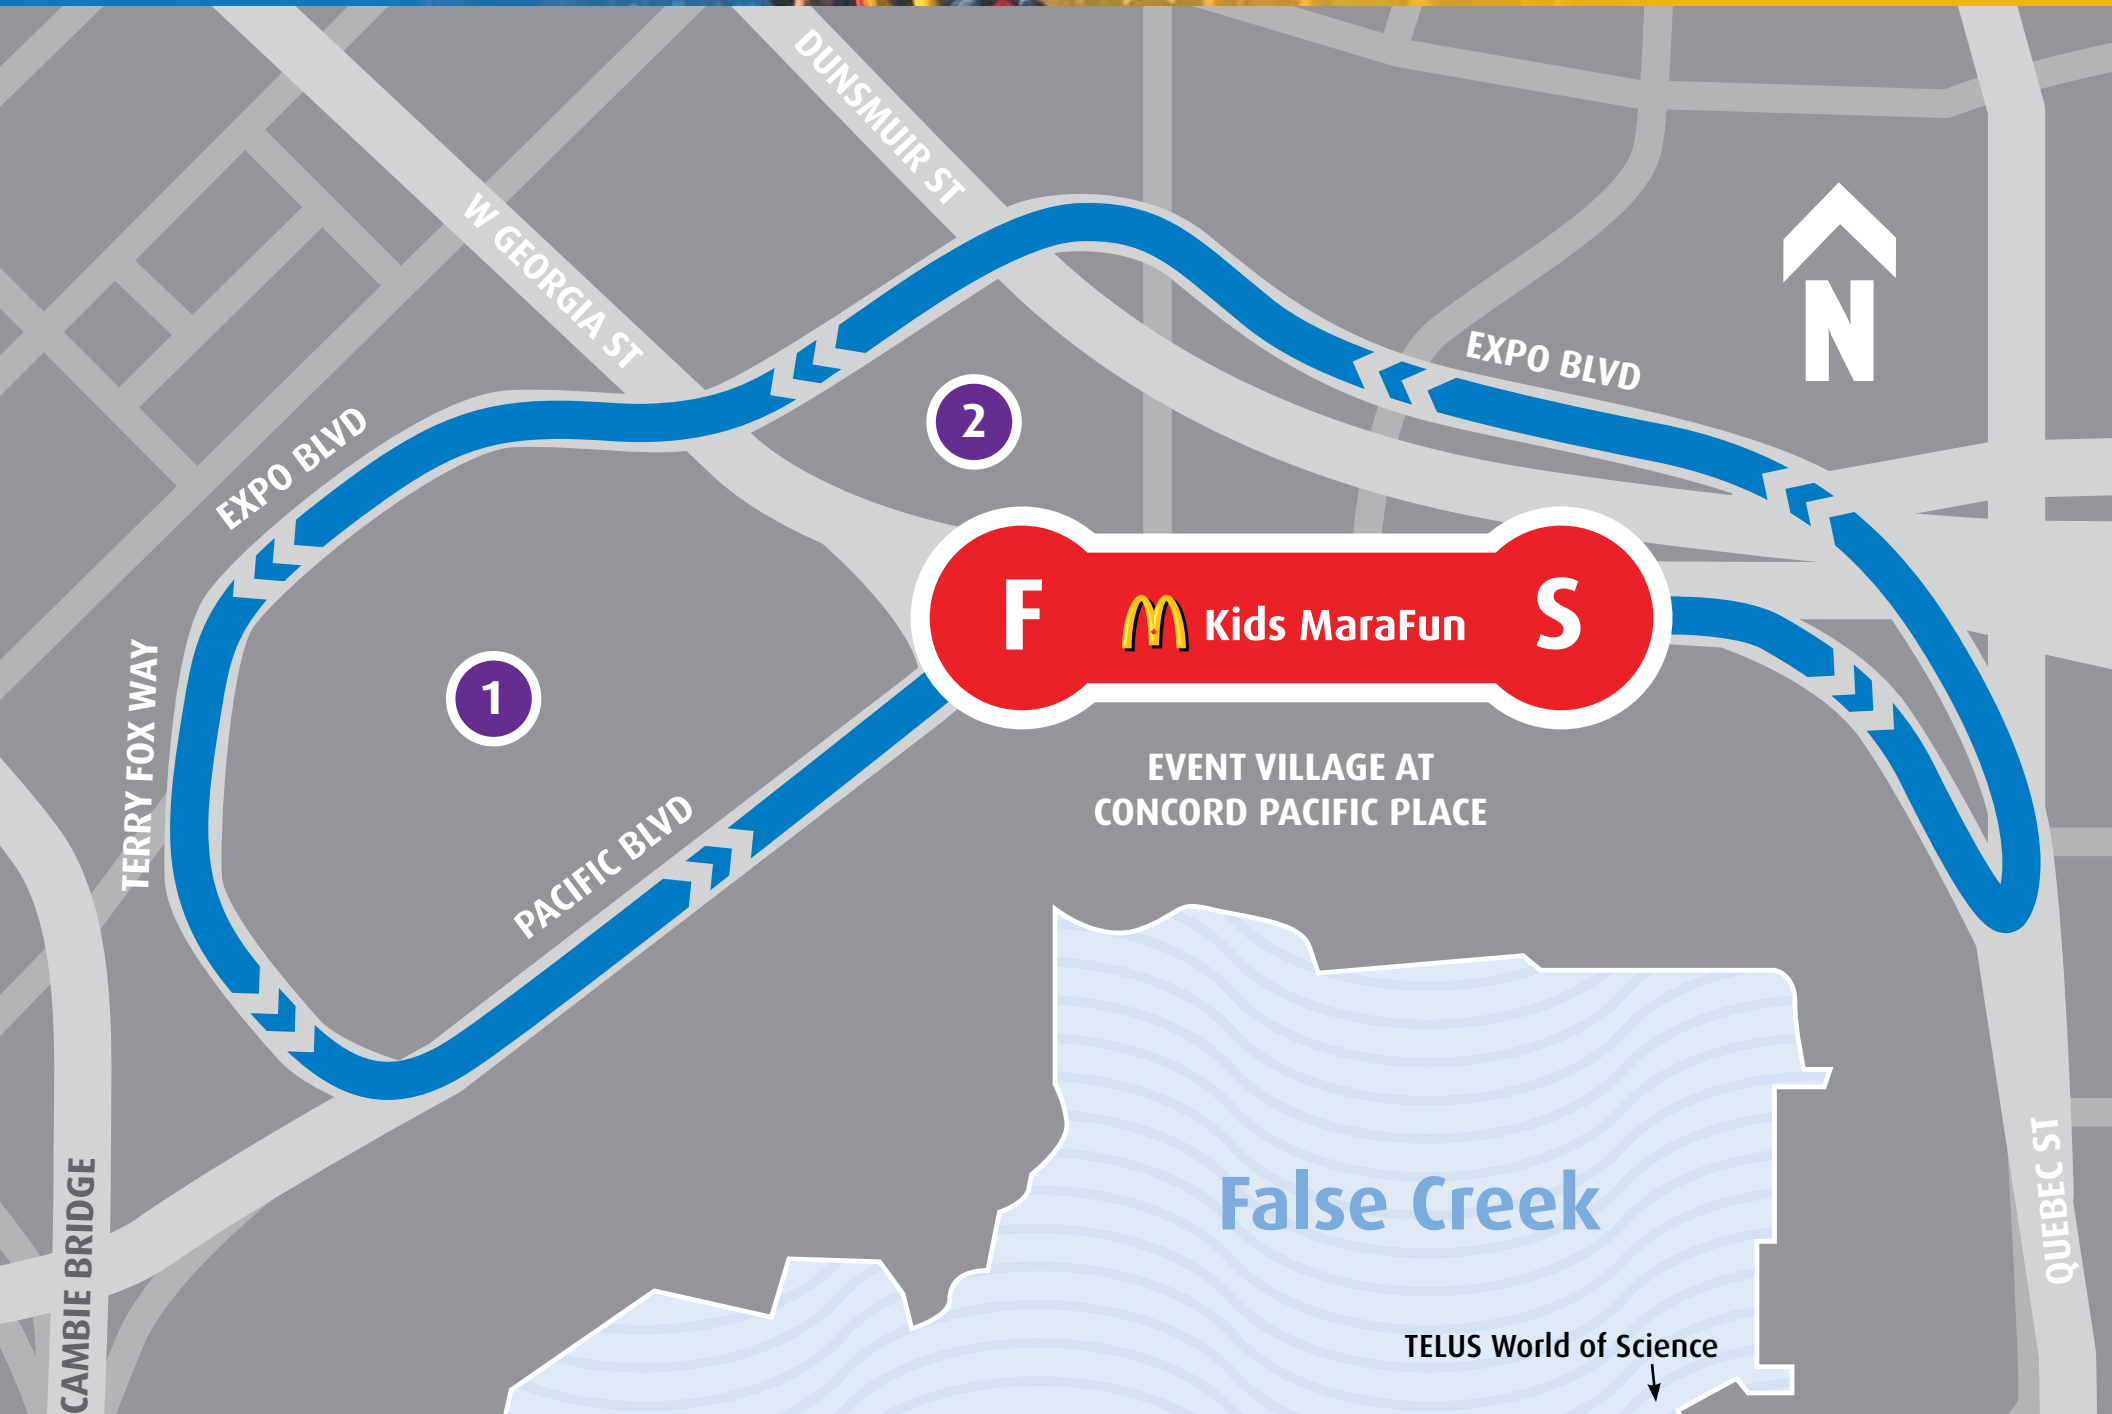 DUNSMUIR ST
W GEORGIA ST
N
EXPO BLVD
2
EXPO BLVD
F Kids MaraFun S
TERRY FOX WAY
1
EVENT VILLAGE AT
CONCORD PACIFIC PLACE
PACIFIC BLVD
False Creek
QUEBEC ST
CAMBIE BRIDGE
TELUS World of Science